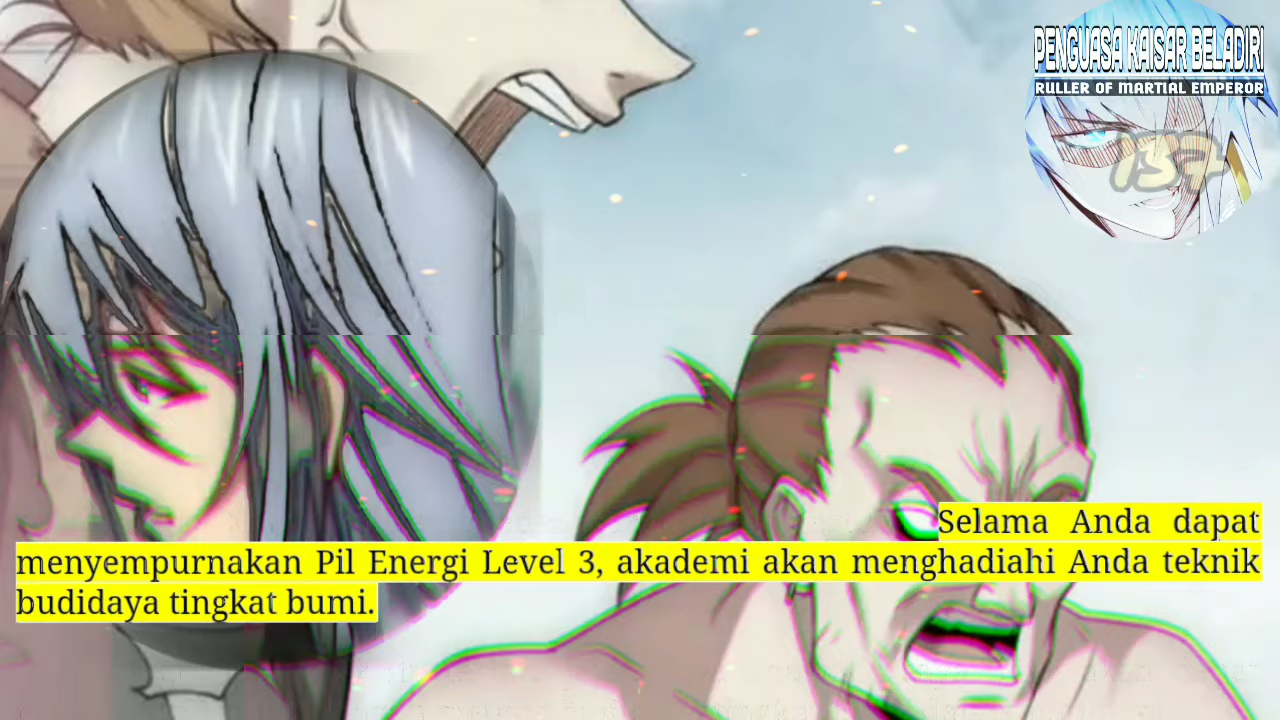 PENGUASA KAISAR BELADIRI
RULLER OF MARTIAL EMPEROR
157
Selama Anda dapat
menyempurnakan Pil Energi Level 3, akademi akan menghadiahi Anda teknik
budidaya tingkat bumi.